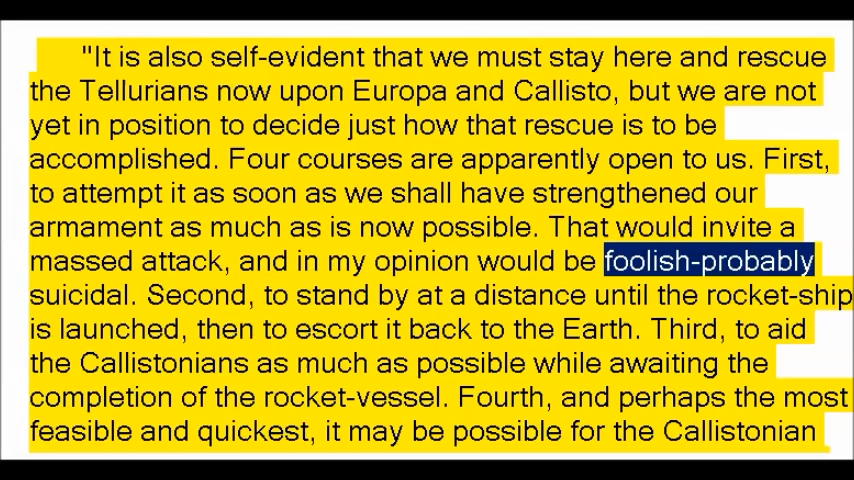 "It is also self-evident that we must stay here and rescue
the Tellurians now upon Europa and Callisto, but we are not
yet in position to decide just how that rescue is to be
accomplished. Four courses are apparently open to us. First,
to attempt it as soon as we shall have strengthened our
armament as much as is now possible. That would invite a
massed attack, and in my opinion would be foolish-probably
suicidal. Second, to stand by at a distance until the rocket-ship
is launched, then to escort it back to the Earth. Third, to aid
the Callistonians as much as possible while awaiting the
completion of the rocket-vessel. Fourth, and perhaps the most
feasible and quickest, it may be possible for the Callistonian